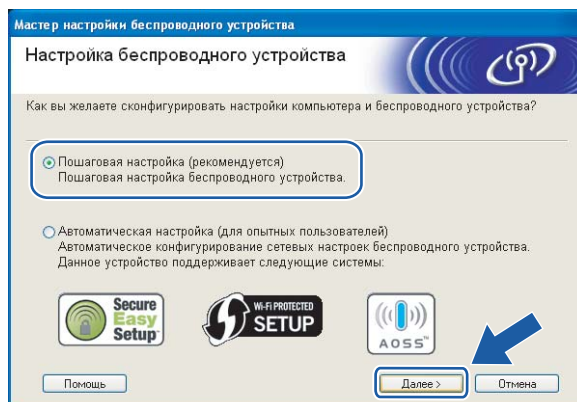 Мастер настройки беспроводного устройства
Настройка беспроводного устройства
Как вы желаете сконфигурировать настройки компьютера и беспроводного устройства?
Пошаговая настройка (рекомендуется)
Пошаговая настройка беспроводного устройства.
Автоматическая настройка (для опытных пользователей)
Автоматическое конфигурирование сетевых настроек беспроводного устройства.
Данное устройство поддерживает следующие системы:
Secure
Easy
Setup
Wi-Fi PROTECTED
SETUP
AOSS™
Помощь
Далее >
Отмена